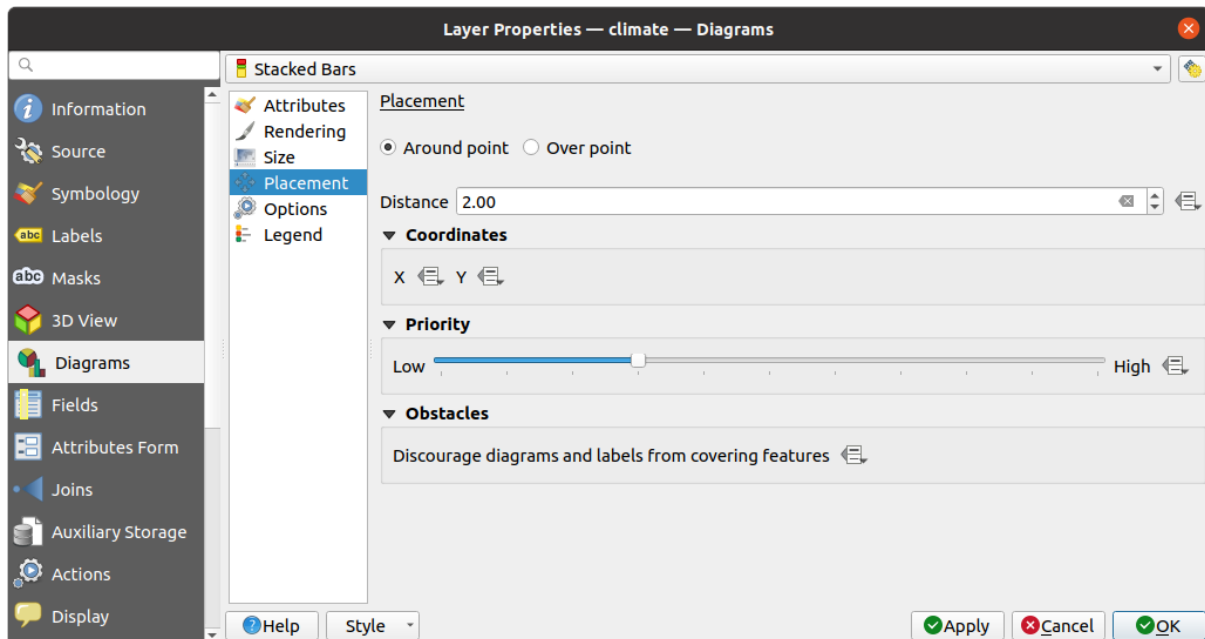 Layer Properties — climate — Diagrams
Stacked Bars
Information
Source
Symbology
abc Labels
abc Masks
3D View
Diagrams
Fields
Attributes Form
Joins
Auxiliary Storage
Actions
Display
Attributes
Rendering
Size
Placement
Options
Legend
Placement
Around point Over point
Distance 2.00
Coordinates
X Y
Priority
Low High
Obstacles
Discourage diagrams and labels from covering features
Help Style Apply Cancel OK